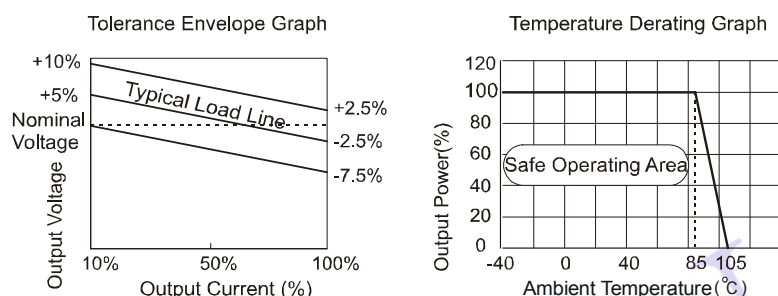 Tolerance Envelope Graph
+10%
+5%
Nominal
Voltage
Output Voltage
Typical Load Line
+2.5%
-2.5%
-7.5%
10%
50%
100%
Output Current (%)
Temperature Derating Graph
120
100
80
60
40
20
0
Output Power(%)
Safe Operating Area
-40
0
40
85
105
Ambient Temperature(℃)